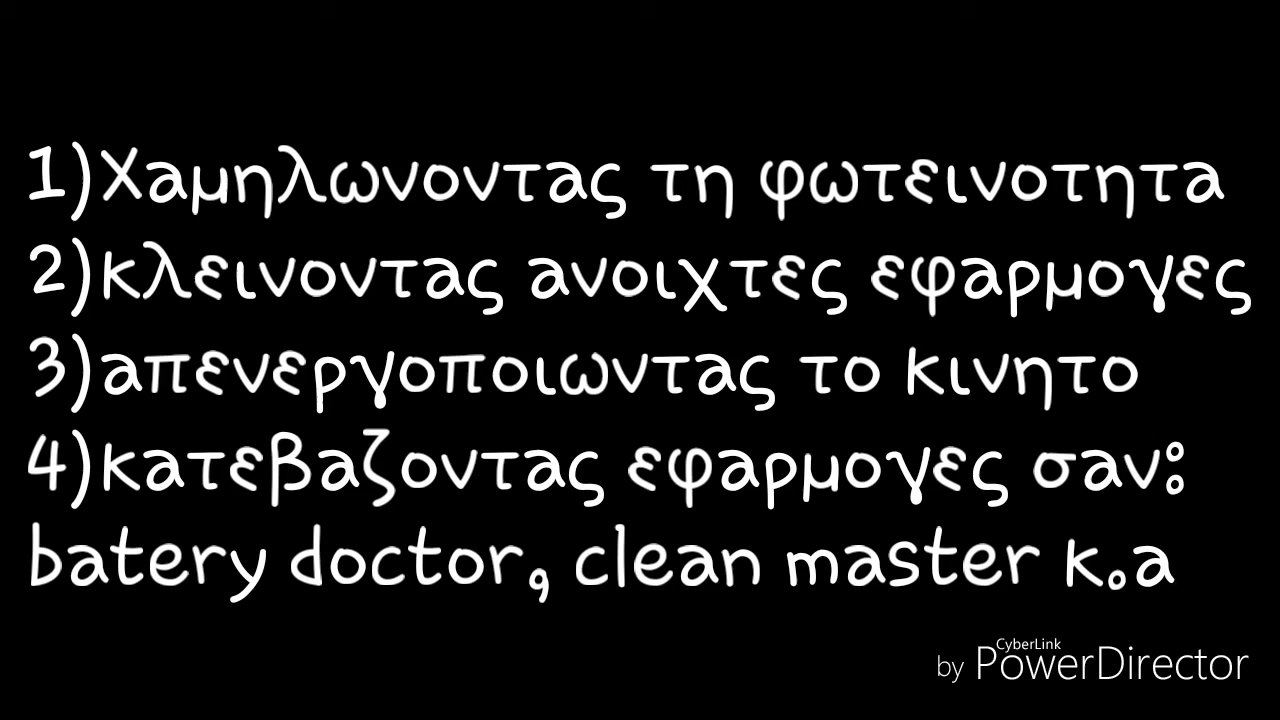 1)Χαμηλωνοντας τη φωτεινοτητα
2)κλεινοντας ανοιχτες εφαρμογες
3)απενεργοποιωντας το κινητο
4)κατεβαζοντας εφαρμογες σαν:
batery doctor, clean master κ.α
CyberLink
by PowerDirector